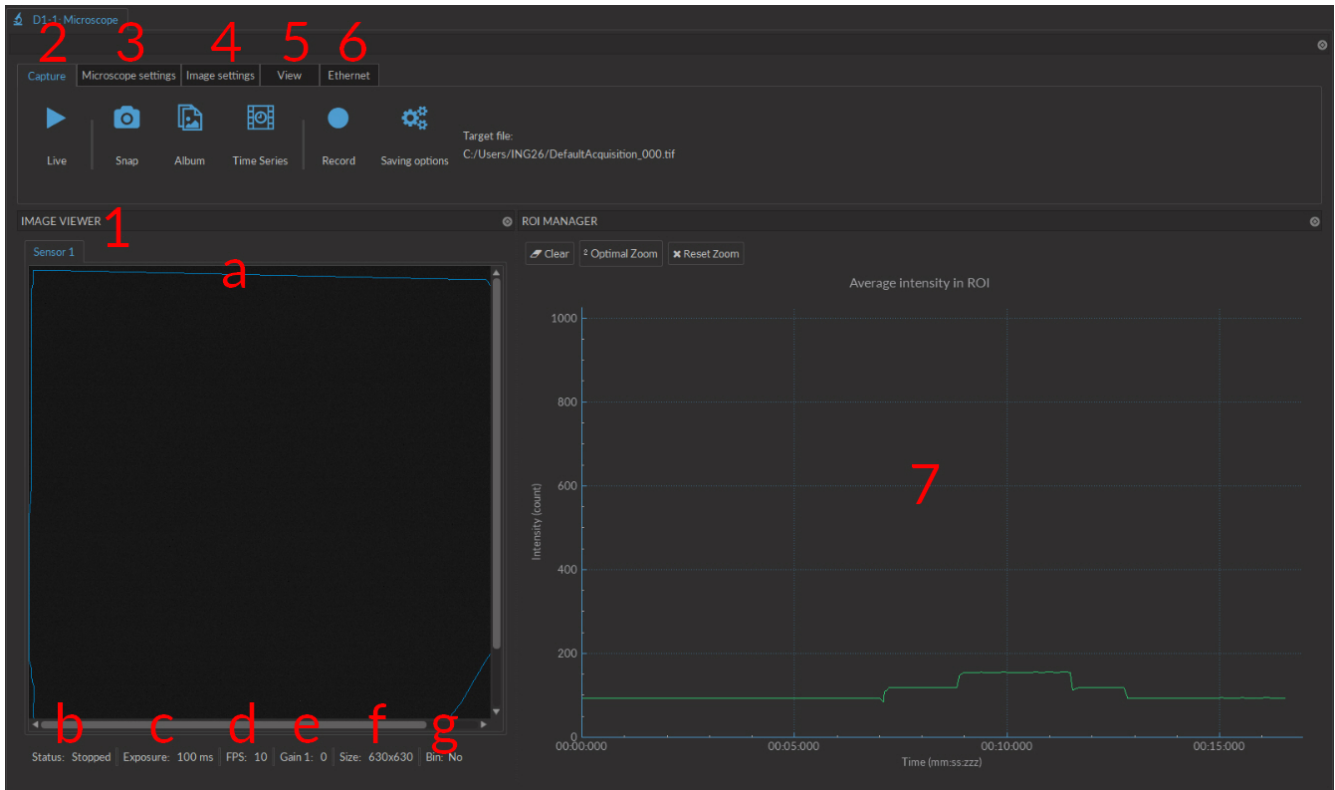 D1-1: Microscope
2 3 4 5 6
Capture Microscope settings Image settings View Ethernet
Live Snap Album Time Series Record Saving options
Target file:
C:/Users/ING26/DefaultAcquisition_000.tif
IMAGE VIEWER
1
ROI MANAGER
Sensor 1
a
Clear Optimal Zoom Reset Zoom
Average intensity in ROI
1000
800
600
400
200
0
Intensity (count)
7
00:00:000 00:05:000 00:10:000 00:15:000
Time (mm:ss:zzz)
b c d e f g
Status: Stopped Exposure: 100 ms FPS: 10 Gain 1: 0 Size: 630x630 Bin: No